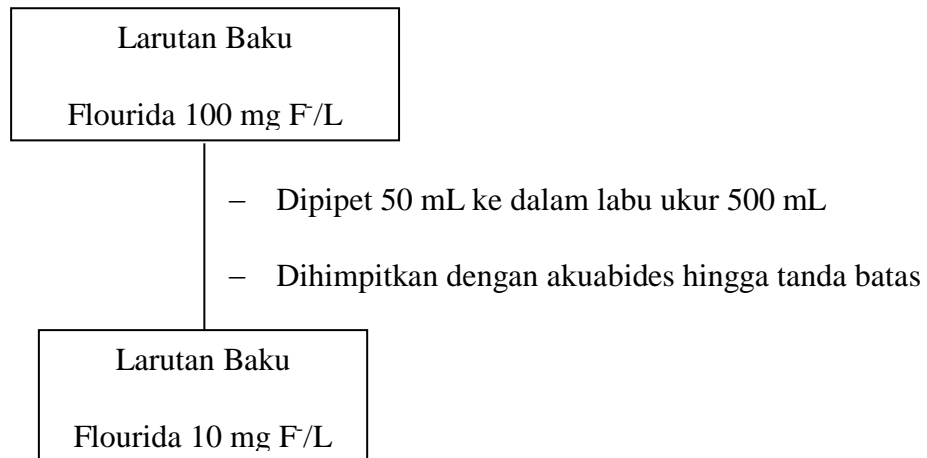 Larutan Baku
Flourida 100 mg F⁻/L
– Dipipet 50 mL ke dalam labu ukur 500 mL
– Dihimpitkan dengan akuabides hingga tanda batas
Larutan Baku
Flourida 10 mg F⁻/L